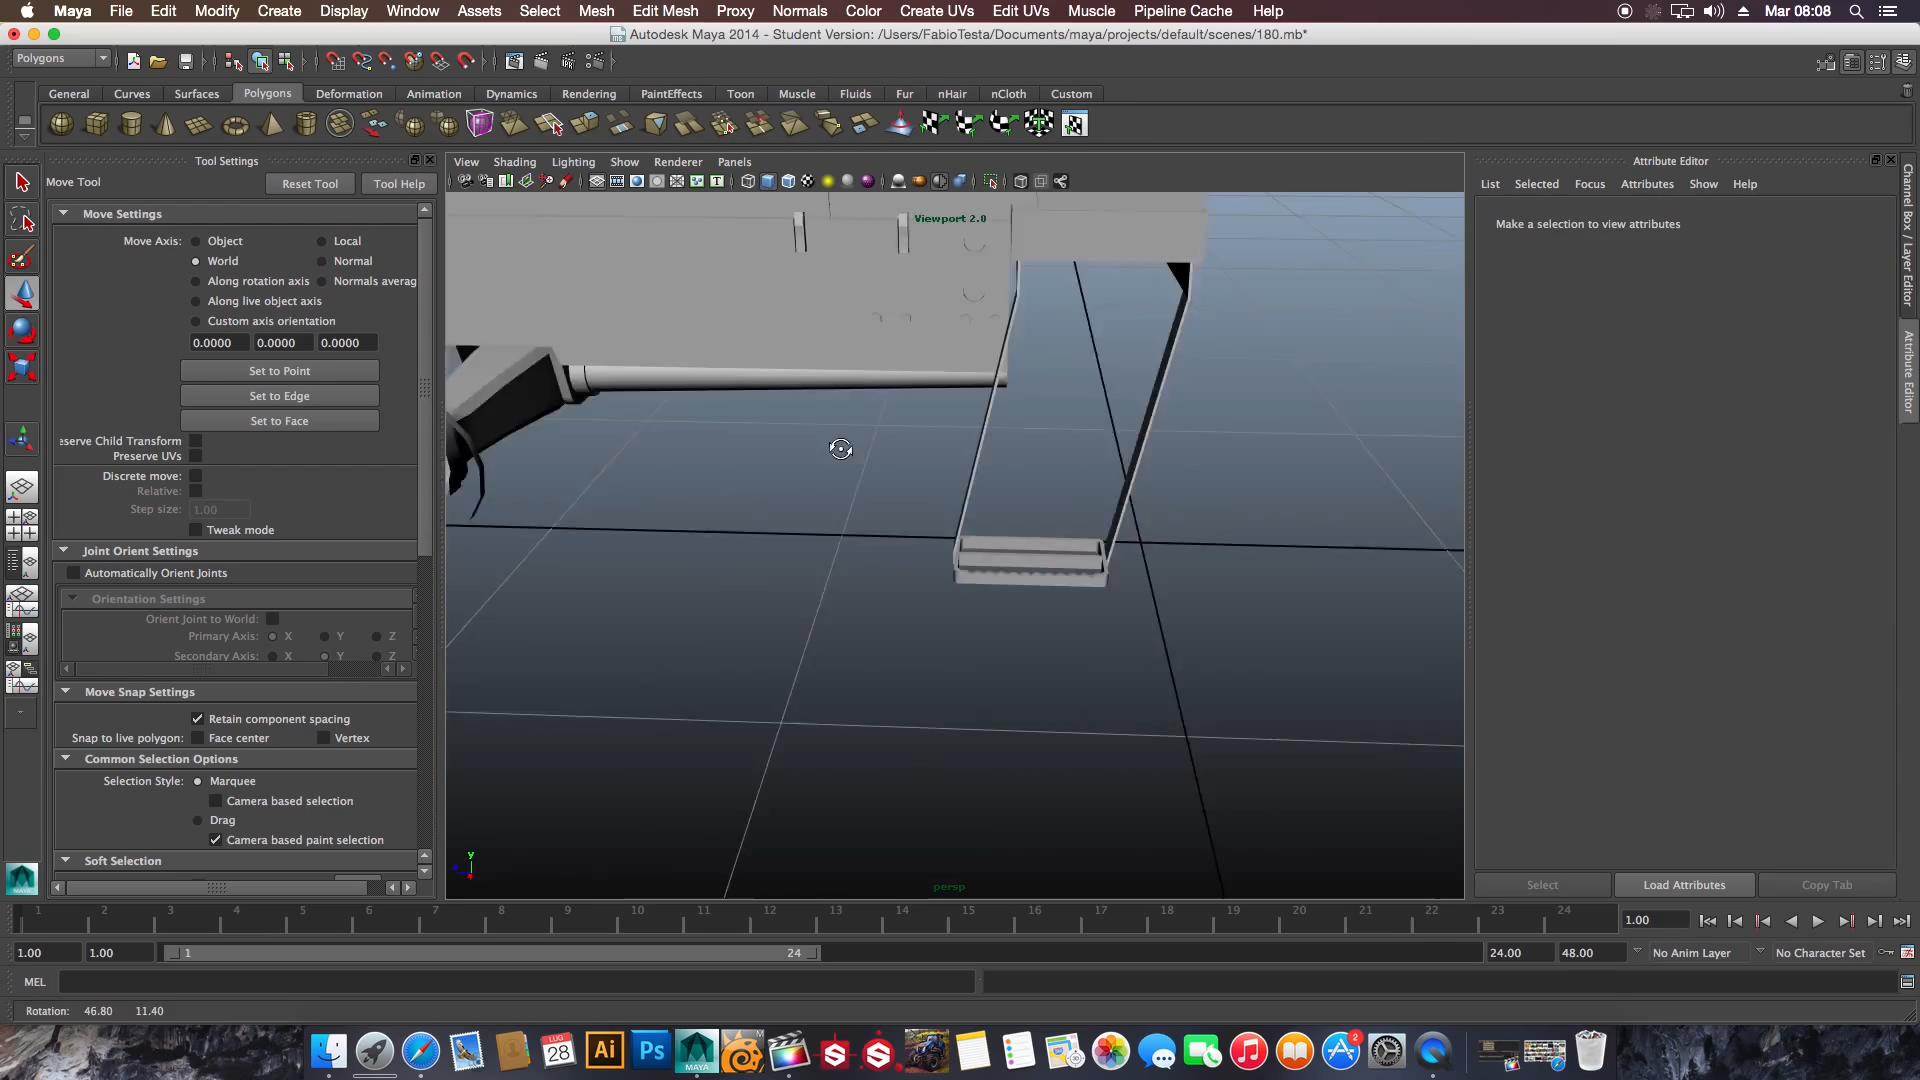 Maya File Edit Modify Create Display Window Assets Select Mesh Edit Mesh Proxy Normals Color Create UVs Edit UVs Muscle Pipeline Cache Help Mar 08:08
Autodesk Maya 2014 - Student Version: /Users/FabioTesta/Documents/maya/projects/default/scenes/180.mb*
Polygons
General Curves Surfaces Polygons Deformation Animation Dynamics Rendering PaintEffects Toon Muscle Fluids Fur nHair nCloth Custom
Tool Settings
Move Tool Reset Tool Tool Help
Move Settings
Move Axis: Object Local
World Normal
Along rotation axis Normals averag
Along live object axis
Custom axis orientation
0.0000 0.0000 0.0000
Set to Point
Set to Edge
Set to Face
eserve Child Transform
Preserve UVs
Discrete move:
Relative:
Step size: 1.00
Tweak mode
Joint Orient Settings
Automatically Orient Joints
Orientation Settings
Orient Joint to World:
Primary Axis: X Y Z
Secondary Axis: X Y Z
Move Snap Settings
Retain component spacing
Snap to live polygon: Face center Vertex
Common Selection Options
Selection Style: Marquee
Camera based selection
Drag
Camera based paint selection
Soft Selection
View Shading Lighting Show Renderer Panels
Viewport 2.0
y
persp
Attribute Editor
List Selected Focus Attributes Show Help
Make a selection to view attributes
Select Load Attributes Copy Tab
Channel Box / Layer Editor
Attribute Editor
1 2 3 4 5 6 7 8 9 10 11 12 13 14 15 16 17 18 19 20 21 22 23 24 1.00
1.00 1.00 1 24 24.00 48.00 No Anim Layer No Character Set
MEL
Rotation: 46.80 11.40
LUG
28
Ai Ps MAYA 2
MAYA